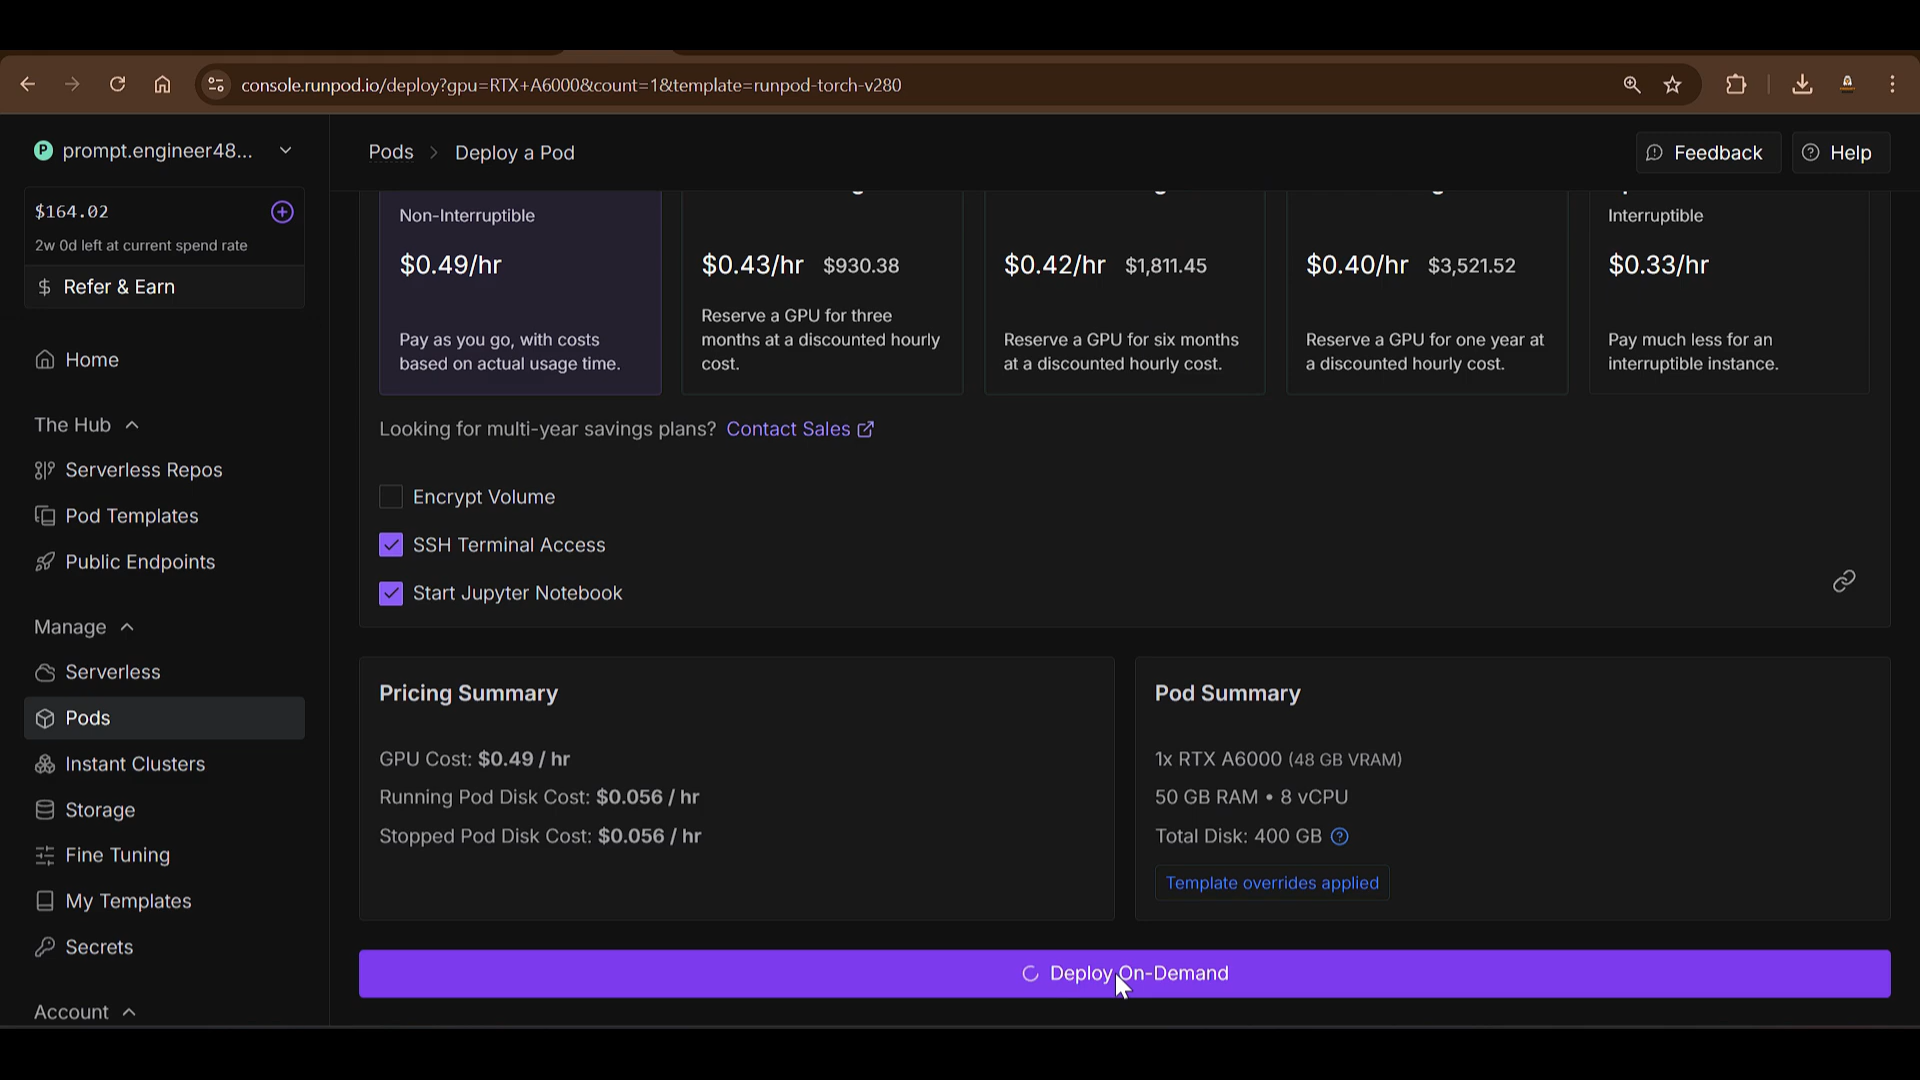 console.runpod.io/deploy?gpu=RTX+A6000&count=1&template=runpod-torch-v280
P prompt.engineer48...
$164.02
2w 0d left at current spend rate
Refer & Earn
Home
The Hub
Serverless Repos
Pod Templates
Public Endpoints
Manage
Serverless
Pods
Instant Clusters
Storage
Fine Tuning
My Templates
Secrets
Account
Pods > Deploy a Pod
Feedback
Help
Non-Interruptible
$0.49/hr
Pay as you go, with costs
based on actual usage time.
$0.43/hr $930.38
Reserve a GPU for three
months at a discounted hourly
cost.
$0.42/hr $1,811.45
Reserve a GPU for six months
at a discounted hourly cost.
$0.40/hr $3,521.52
Reserve a GPU for one year at
a discounted hourly cost.
Interruptible
$0.33/hr
Pay much less for an
interruptible instance.
Looking for multi-year savings plans? Contact Sales
Encrypt Volume
SSH Terminal Access
Start Jupyter Notebook
Pricing Summary
GPU Cost: $0.49 / hr
Running Pod Disk Cost: $0.056 / hr
Stopped Pod Disk Cost: $0.056 / hr
Pod Summary
1x RTX A6000 (48 GB VRAM)
50 GB RAM • 8 vCPU
Total Disk: 400 GB
Template overrides applied
Deploy On-Demand